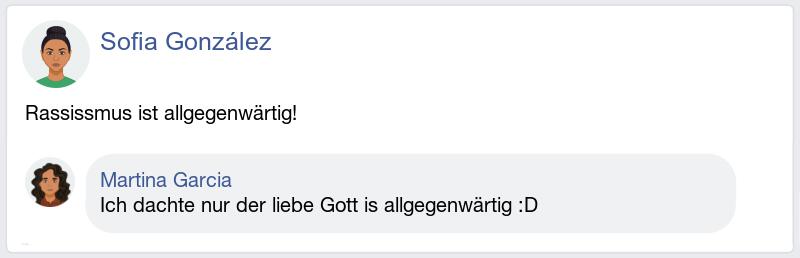 Sofia González
Rassissmus ist allgegenwärtig!
Martina Garcia
Ich dachte nur der liebe Gott is allgegenwärtig :D